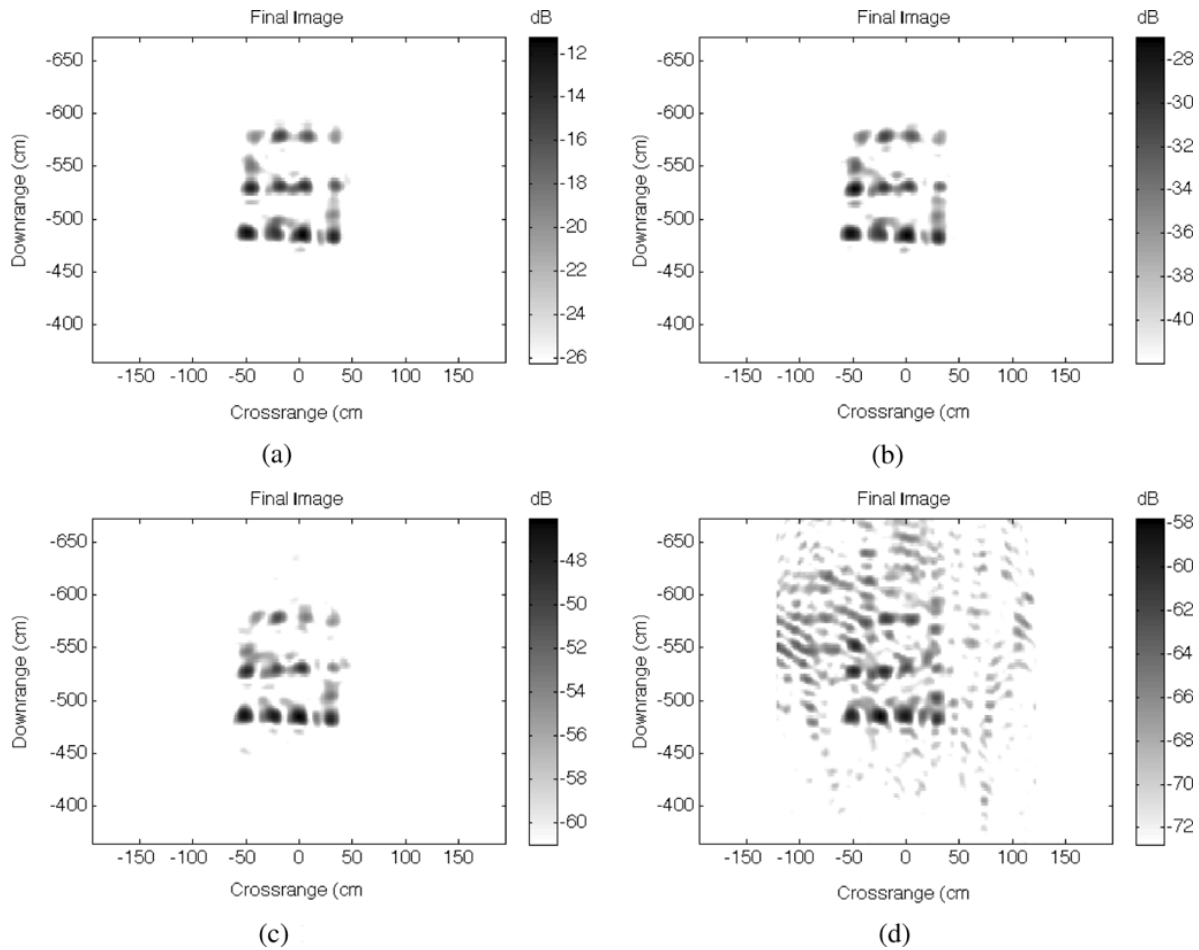 Final Image
dB
-650
-600
-550
-500
-450
-400
Downrange (cm)
-150 -100 -50 0 50 100 150
Crossrange (cm
-12
-14
-16
-18
-20
-22
-24
-26
(a)
Final Image
dB
-650
-600
-550
-500
-450
-400
Downrange (cm)
-150 -100 -50 0 50 100 150
Crossrange (cm
-28
-30
-32
-34
-36
-38
-40
(b)
Final Image
dB
-650
-600
-550
-500
-450
-400
Downrange (cm)
-150 -100 -50 0 50 100 150
Crossrange (cm
-48
-50
-52
-54
-56
-58
-60
(c)
Final Image
dB
-650
-600
-550
-500
-450
-400
Downrange (cm)
-150 -100 -50 0 50 100 150
Crossrange (cm
-58
-60
-62
-64
-66
-68
-70
-72
(d)